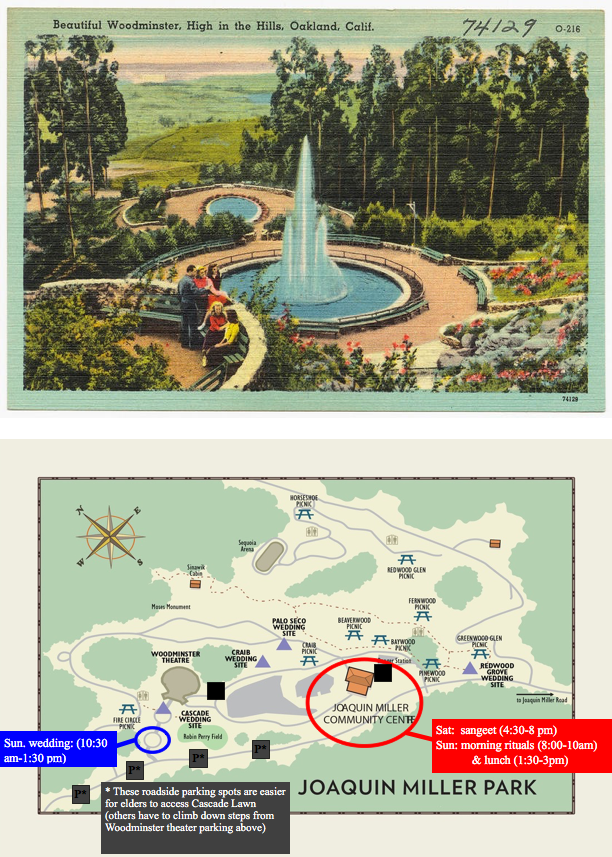 Beautiful Woodminster, High in the Hills, Oakland, Calif.
74129
O-216
74129
N
E
W
S
HORSESHOE
PICNIC
Sequoia
Arena
REDWOOD GLEN
PICNIC
Sinawik
Cabin
Moses Monument
FERNWOOD
PICNIC
PALO SECO
WEDDING
SITE
BEAVERWOOD
PICNIC
BAYWOOD
PICNIC
GREENWOOD GLEN
PICNIC
WOODMINSTER
THEATRE
CRAIB
WEDDING
SITE
CRAIB
PICNIC
Station
PINEWOOD
PICNIC
REDWOOD
GROVE
WEDDING
SITE
to Joaquin Miller Road
JOAQUIN MILLER
COMMUNITY CENTE
CASCADE
WEDDING
SITE
FIRE CIRCLE
PICNIC
Robin Perry Field
Sun. wedding: (10:30
am-1:30 pm)
Sat: sangeet (4:30-8 pm)
Sun: morning rituals (8:00-10am)
& lunch (1:30-3pm)
P*
P*
P*
P*
* These roadside parking spots are easier
for elders to access Cascade Lawn
(others have to climb down steps from
Woodminster theater parking above)
JOAQUIN MILLER PARK